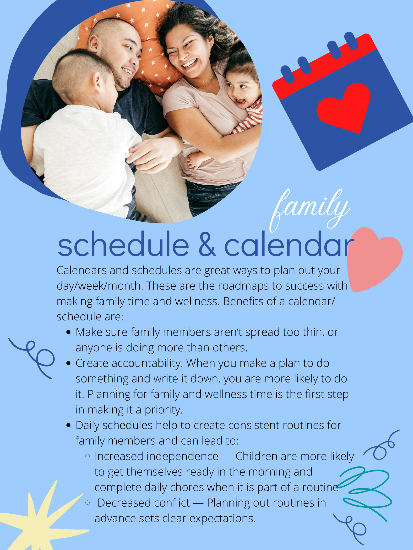 family
schedule & calendar
Calendars and schedules are great ways to plan out your
day/week/month. These are the roadmaps to success with
making family time and wellness. Benefits of a calendar/
schedule are:
• Make sure family members aren't spread too thin, or
anyone is doing more than others.
• Create accountability. When you make a plan to do
something and write it down, you are more likely to do
it. Planning for family and wellness time is the first step
in making it a priority.
• Daily schedules help to create consistent routines for
family members and can lead to:
◦ Increased independence — Children are more likely
to get themselves ready in the morning and
complete daily chores when it is part of a routine
◦ Decreased conflict — Planning out routines in
advance sets clear expectations.